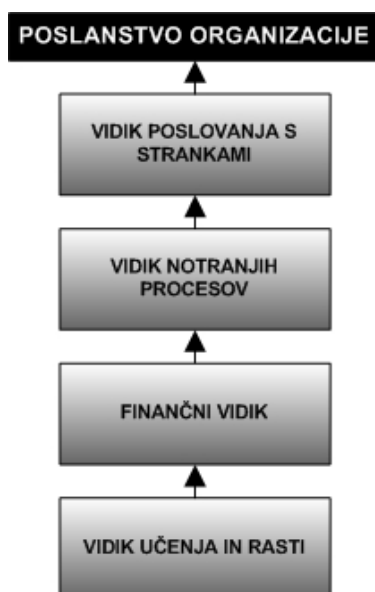 POSLANSTVO ORGANIZACIJE
VIDIK POSLOVANJA S
STRANKAMI
VIDIK NOTRANJIH
PROCESOV
FINANČNI VIDIK
VIDIK UČENJA IN RASTI